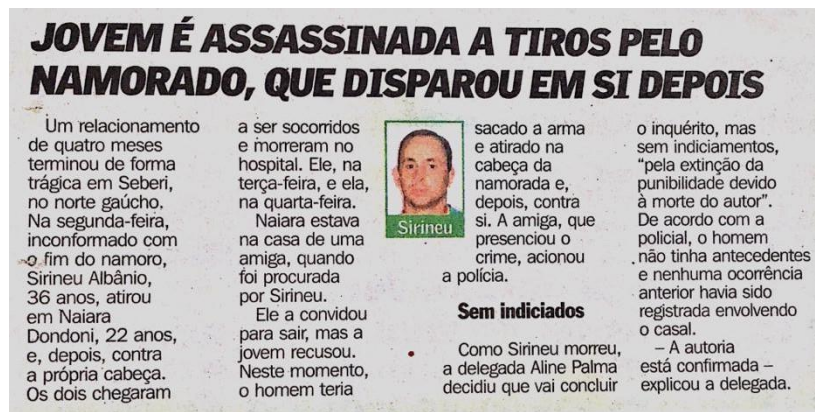 JOVEM É ASSASSINADA A TIROS PELO
NAMORADO, QUE DISPAROU EM SI DEPOIS
Um relacionamento
de quatro meses
terminou de forma
trágica em Seberi,
no norte gaúcho.
Na segunda-feira,
inconformado com
o fim do namoro,
Sirineu Albânio,
36 anos, atirou
em Naiara
Dondoni, 22 anos,
e, depois, contra
a própria cabeça.
Os dois chegaram
a ser socorridos
e morreram no
hospital. Ele, na
terça-feira, e ela,
na quarta-feira.
Naiara estava
na casa de uma
amiga, quando
foi procurada
por Sirineu.
Ele a convidou
para sair, mas a
jovem recusou.
Neste momento,
o homem teria
Sirineu
sacado a arma
e atirado na
cabeça da
namorada e,
depois, contra
si. A amiga, que
presenciou o
crime, acionou
a polícia.
Sem indiciados
Como Sirineu morreu,
a delegada Aline Palma
decidiu que vai concluir
o inquérito, mas
sem indiciamentos,
"pela extinção da
punibilidade devido
à morte do autor".
De acordo com a
policial, o homem
não tinha antecedentes
e nenhuma ocorrência
anterior havia sido
registrada envolvendo
o casal.
– A autoria
está confirmada –
explicou a delegada.